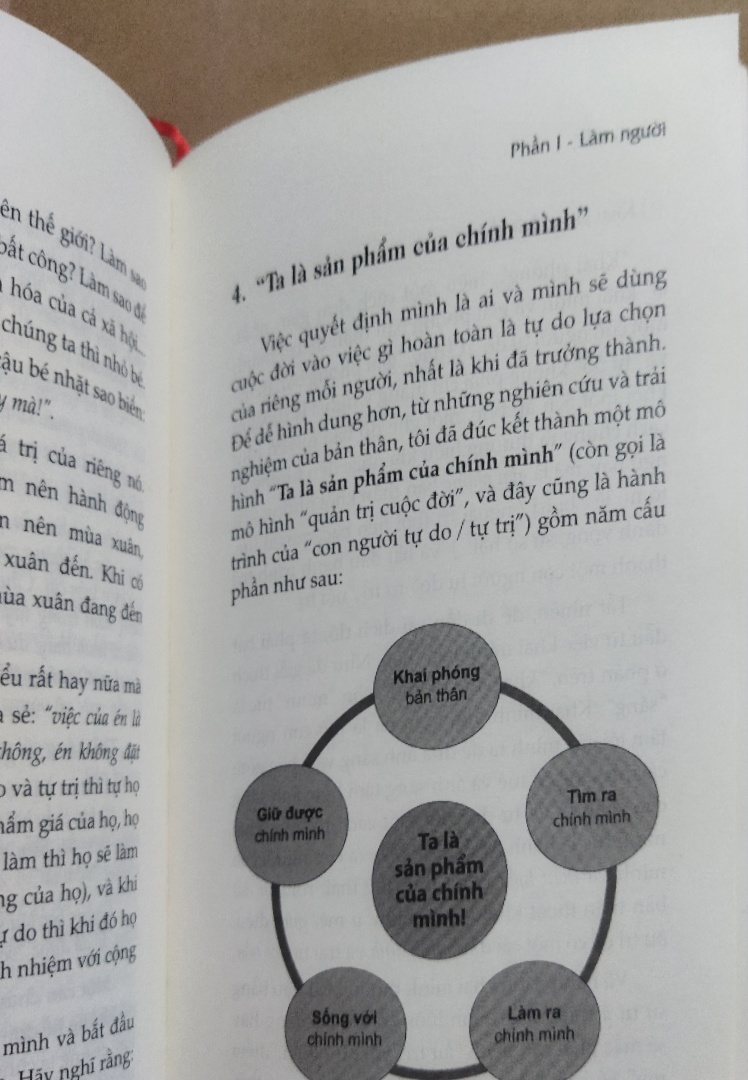 ên thế giới? Làm sao
bất công? Làm sao để
hóa của cả xã hội...
chúng ta thì nhỏ bé.
ậu bé nhặt sao biển:
y mà!".
á trị của riêng nó.
m nên hành động
n nên mùa xuân,
xuân đến. Khi có
ùa xuân đang đến
ểu rất hay nữa mà
sẻ: "việc của én là
hông, én không đặt
o và tự trị thì tự họ
hẩm giá của họ, họ
làm thì họ sẽ làm
ng của họ), và khi
ự do thì khi đó họ
h nhiệm với cộng
mình và bắt đầu
Hãy nghĩ rằng:
Phần I - Làm người
4. "Ta là sản phẩm của chính mình"
Việc quyết định mình là ai và mình sẽ dùng
cuộc đời vào việc gì hoàn toàn là tự do lựa chọn
của riêng mỗi người, nhất là khi đã trưởng thành.
Để dễ hình dung hơn, từ những nghiên cứu và trải
nghiệm của bản thân, tôi đã đúc kết thành một mô
hình "Ta là sản phẩm của chính mình" (còn gọi là
mô hình "quản trị cuộc đời", và đây cũng là hành
trình của "con người tự do / tự trị") gồm năm cấu
phần như sau:
Khai phóng
bản thân
Tìm ra
chính mình
Giữ được
chính mình
Ta là
sản phẩm
của chính
mình!
Sống với
chính mình
Làm ra
chính mình